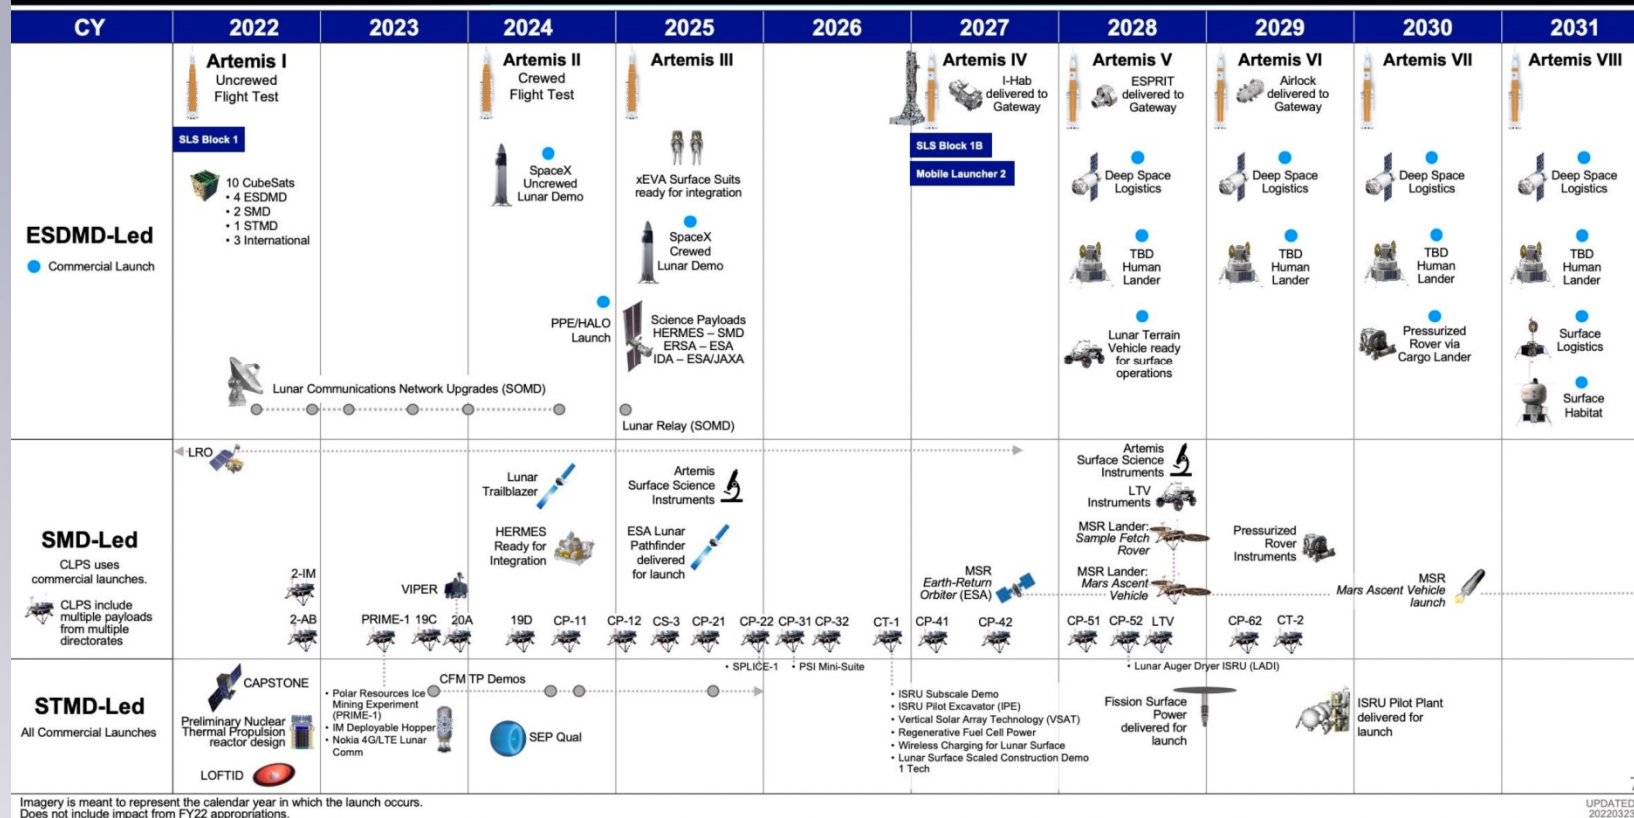 CY
2022
2023
2024
2025
2026
2027
2028
2029
2030
2031
ESDMD-Led
Commercial Launch
Artemis I
Uncrewed
Flight Test
SLS Block 1
10 CubeSats
• 4 ESDMD
• 2 SMD
• 1 STMD
• 3 International
Artemis II
Crewed
Flight Test
SpaceX
Uncrewed
Lunar Demo
PPE/HALO
Launch
Artemis III
xEVA Surface Suits
ready for integration
SpaceX
Crewed
Lunar Demo
Science Payloads
HERMES – SMD
ERSA – ESA
IDA – ESA/JAXA
Lunar Communications Network Upgrades (SOMD)
Lunar Relay (SOMD)
Artemis IV
I-Hab
delivered to
Gateway
SLS Block 1B
Mobile Launcher 2
Artemis V
ESPRIT
delivered to
Gateway
Deep Space
Logistics
TBD
Human
Lander
Lunar Terrain
Vehicle ready
for surface
operations
Artemis VI
Airlock
delivered to
Gateway
Deep Space
Logistics
TBD
Human
Lander
Artemis VII
Deep Space
Logistics
TBD
Human
Lander
Pressurized
Rover via
Cargo Lander
Artemis VIII
Deep Space
Logistics
TBD
Human
Lander
Surface
Logistics
Surface
Habitat
SMD-Led
CLPS uses
commercial launches.
CLPS include
multiple payloads
from multiple
directorates
LRO
2-IM
2-AB
VIPER
PRIME-1
19C
20A
Lunar
Trailblazer
HERMES
Ready for
Integration
19D
CP-11
Artemis
Surface Science
Instruments
ESA Lunar
Pathfinder
delivered
for launch
CP-12
CS-3
CP-21
CP-22
CP-31
CP-32
CT-1
MSR
Earth-Return
Orbiter (ESA)
CP-41
CP-42
Artemis
Surface Science
Instruments
LTV
Instruments
MSR Lander:
Sample Fetch
Rover
MSR Lander:
Mars Ascent
Vehicle
CP-51
CP-52
LTV
Pressurized
Rover
Instruments
CP-62
CT-2
MSR
Mars Ascent Vehicle
launch
STMD-Led
All Commercial Launches
CAPSTONE
Preliminary Nuclear
Thermal Propulsion
reactor design
LOFTID
CFM TP Demos
• Polar Resources Ice
Mining Experiment
(PRIME-1)
• IM Deployable Hopper
• Nokia 4G/LTE Lunar
Comm
SEP Qual
• SPLICE-1
• PSI Mini-Suite
• ISRU Subscale Demo
• ISRU Pilot Excavator (IPE)
• Vertical Solar Array Technology (VSAT)
• Regenerative Fuel Cell Power
• Wireless Charging for Lunar Surface
• Lunar Surface Scaled Construction Demo
1 Tech
• Lunar Auger Dryer ISRU (LADI)
Fission Surface
Power
delivered for
launch
ISRU Pilot Plant
delivered for
launch
Imagery is meant to represent the calendar year in which the launch occurs.
Does not include impact from FY22 appropriations.
UPDATED
20220323